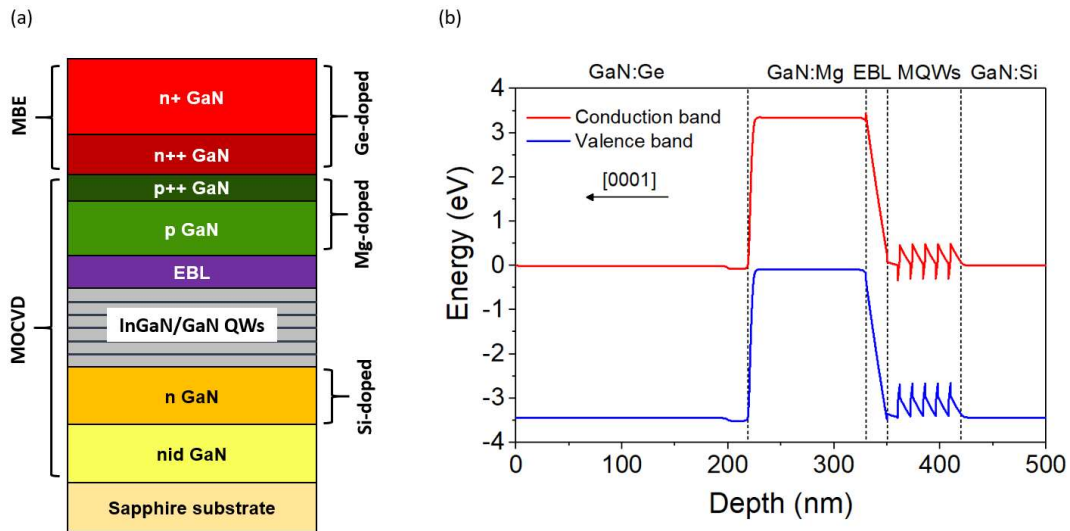 (a)
MBE
n+ GaN
n++ GaN
Ge-doped
MOCVD
p++ GaN
p GaN
Mg-doped
EBL
InGaN/GaN QWs
n GaN
Si-doped
nid GaN
Sapphire substrate
(b)
GaN:Ge GaN:Mg EBL MQWs GaN:Si
Conduction band
Valence band
[0001]
Energy (eV)
4
3
2
1
0
-1
-2
-3
-4
0 100 200 300 400 500
Depth (nm)